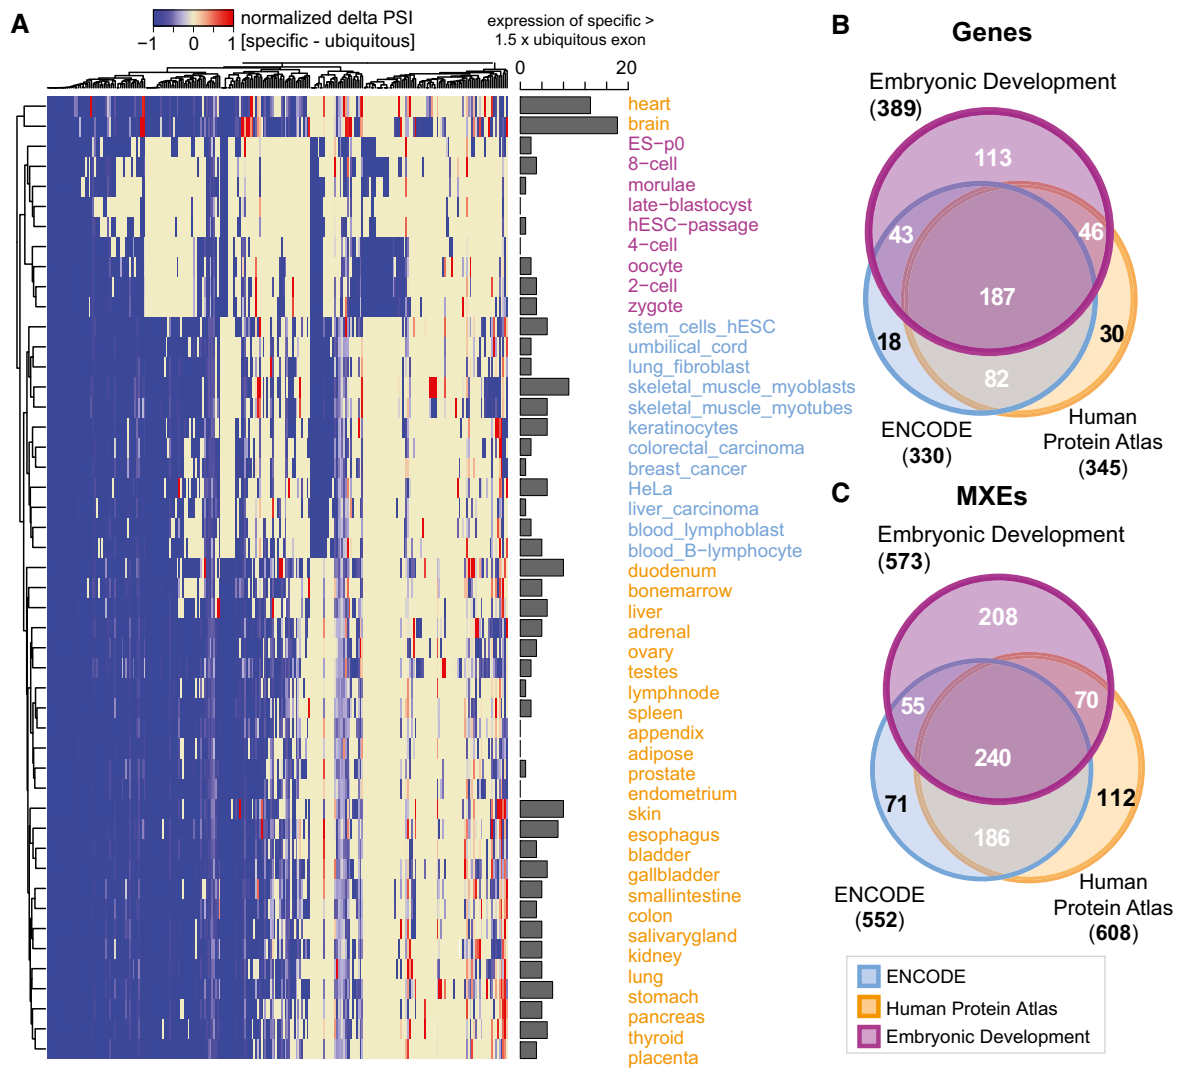 A
normalized delta PSI
[specific - ubiquitous]
−1 0 1
expression of specific >
1.5 x ubiquitous exon
0 20
heart
brain
ES−p0
8−cell
morulae
late−blastocyst
hESC−passage
4−cell
oocyte
2−cell
zygote
stem_cells_hESC
umbilical_cord
lung_fibroblast
skeletal_muscle_myoblasts
skeletal_muscle_myotubes
keratinocytes
colorectal_carcinoma
breast_cancer
HeLa
liver_carcinoma
blood_lymphoblast
blood_B−lymphocyte
duodenum
bonemarrow
liver
adrenal
ovary
testes
lymphnode
spleen
appendix
adipose
prostate
endometrium
skin
esophagus
bladder
gallbladder
smallintestine
colon
salivarygland
kidney
lung
stomach
pancreas
thyroid
placenta
B
Genes
Embryonic Development
(389)
113
43
46
187
18
30
82
ENCODE
(330)
Human
Protein Atlas
(345)
C
MXEs
Embryonic Development
(573)
208
55
70
240
71
112
186
ENCODE
(552)
Human
Protein Atlas
(608)
ENCODE
Human Protein Atlas
Embryonic Development